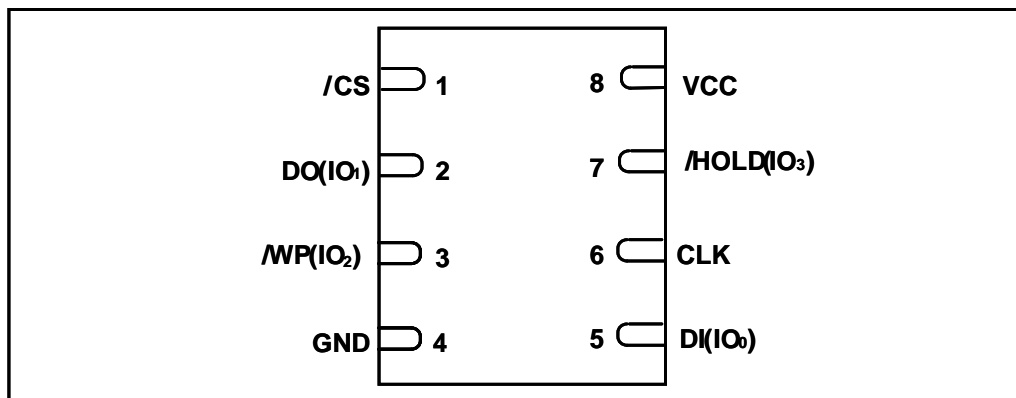 /CS 1 8 VCC
DO(IO₁) 2 7 /HOLD(IO₃)
/WP(IO₂) 3 6 CLK
GND 4 5 DI(IO₀)